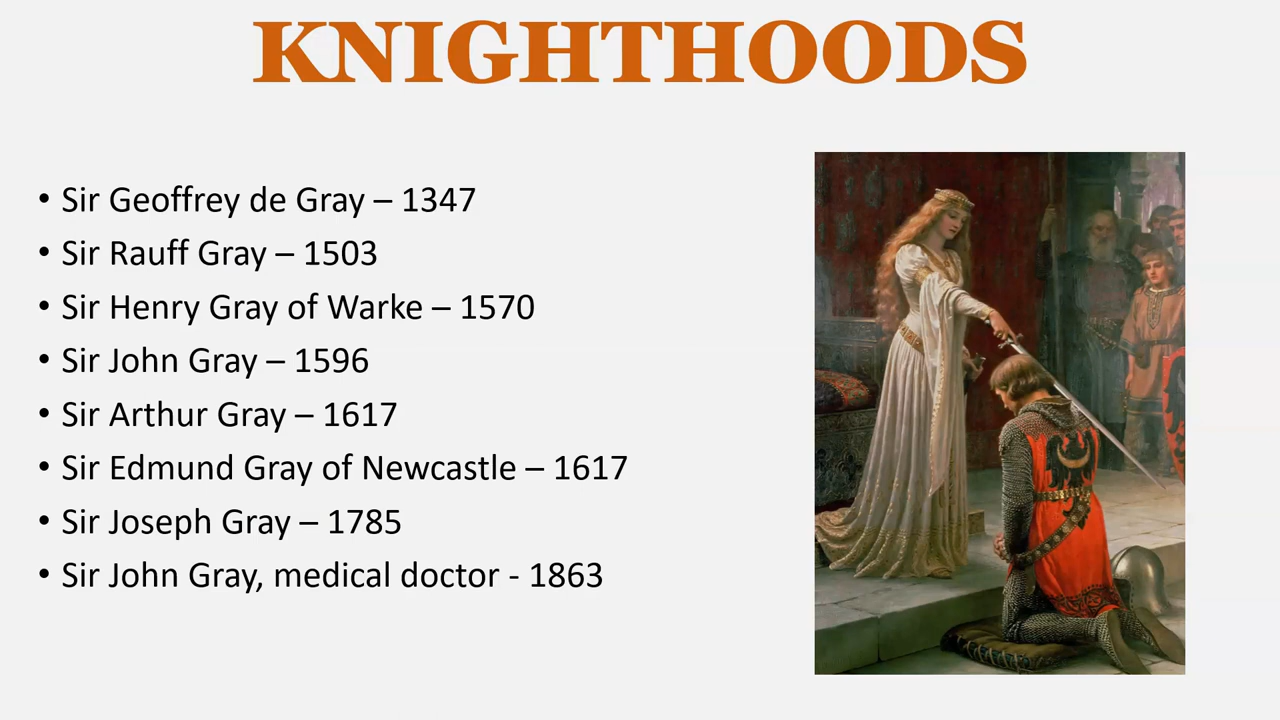 KNIGHTHOODS
• Sir Geoffrey de Gray – 1347
• Sir Rauff Gray – 1503
• Sir Henry Gray of Warke – 1570
• Sir John Gray – 1596
• Sir Arthur Gray – 1617
• Sir Edmund Gray of Newcastle – 1617
• Sir Joseph Gray – 1785
• Sir John Gray, medical doctor - 1863